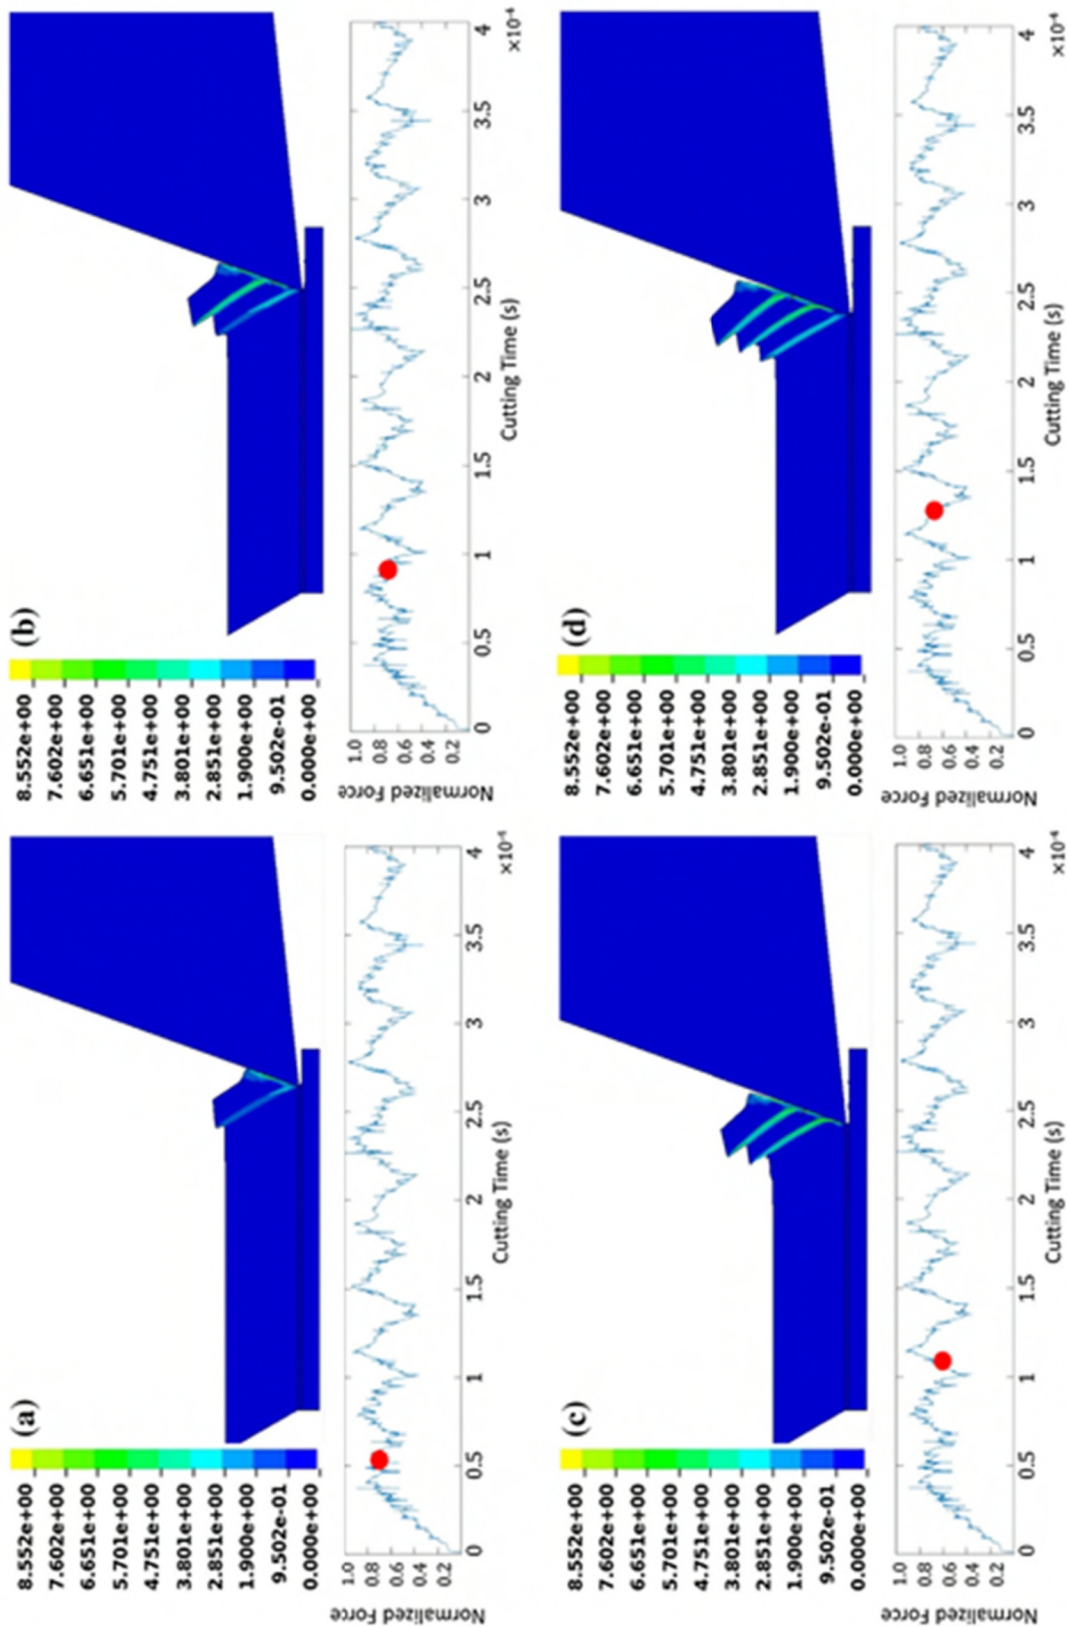 (a)
8.552e+00
7.602e+00
6.651e+00
5.701e+00
4.751e+00
3.801e+00
2.851e+00
1.900e+00
9.502e-01
0.000e+00
Normalized Force
1.0
0.8
0.6
0.4
0.2
0 0.5 1 1.5 2 2.5 3 3.5 4
×10⁻⁴
Cutting Time (s)
(b)
8.552e+00
7.602e+00
6.651e+00
5.701e+00
4.751e+00
3.801e+00
2.851e+00
1.900e+00
9.502e-01
0.000e+00
Normalized Force
1.0
0.8
0.6
0.4
0.2
0 0.5 1 1.5 2 2.5 3 3.5 4
×10⁻⁴
Cutting Time (s)
(c)
8.552e+00
7.602e+00
6.651e+00
5.701e+00
4.751e+00
3.801e+00
2.851e+00
1.900e+00
9.502e-01
0.000e+00
Normalized Force
1.0
0.8
0.6
0.4
0.2
0 0.5 1 1.5 2 2.5 3 3.5 4
×10⁻⁴
Cutting Time (s)
(d)
8.552e+00
7.602e+00
6.651e+00
5.701e+00
4.751e+00
3.801e+00
2.851e+00
1.900e+00
9.502e-01
0.000e+00
Normalized Force
1.0
0.8
0.6
0.4
0.2
0 0.5 1 1.5 2 2.5 3 3.5 4
×10⁻⁴
Cutting Time (s)